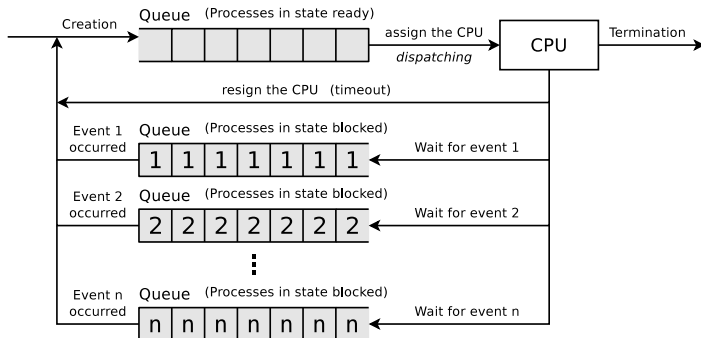 Queue (Processes in state ready)
Creation
assign the CPU
dispatching
CPU
Termination
resign the CPU (timeout)
Event 1
occurred
Queue (Processes in state blocked)
1 1 1 1 1 1 1
Wait for event 1
Event 2
occurred
Queue (Processes in state blocked)
2 2 2 2 2 2 2
Wait for event 2
Event n
occurred
Queue (Processes in state blocked)
n n n n n n n
Wait for event n